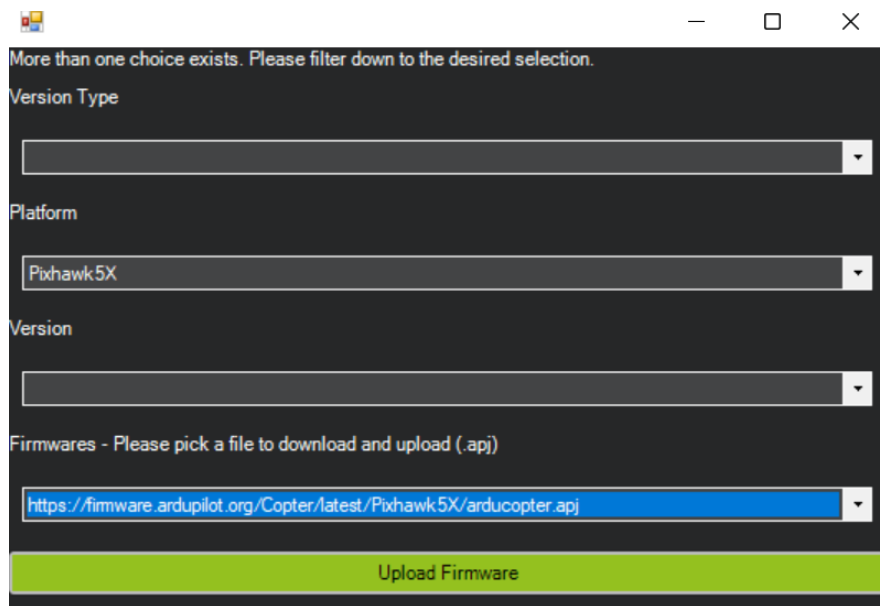 More than one choice exists. Please filter down to the desired selection.
Version Type
Platform
Pixhawk5X
Version
Firmwares - Please pick a file to download and upload (.apj)
https://firmware.ardupilot.org/Copter/latest/Pixhawk5X/arducopter.apj
Upload Firmware